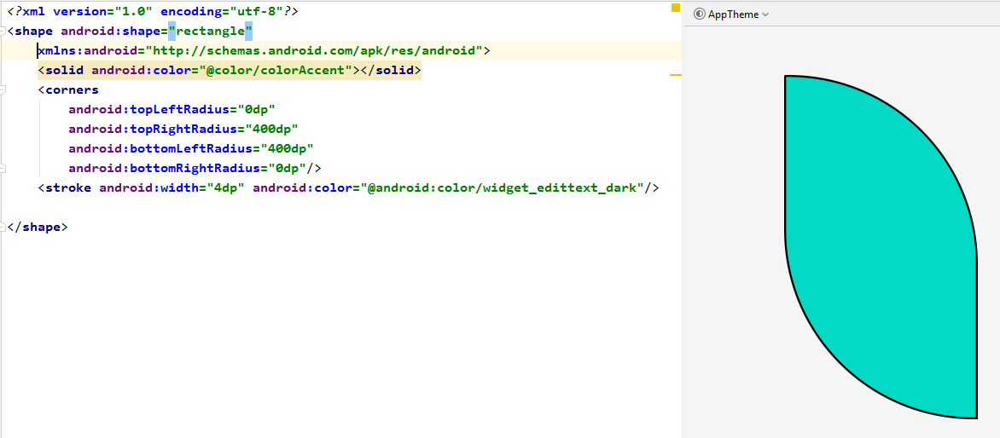 <?xml version="1.0" encoding="utf-8"?>
<shape android:shape="rectangle"
    xmlns:android="http://schemas.android.com/apk/res/android">
    <solid android:color="@color/colorAccent"></solid>
    <corners
        android:topLeftRadius="0dp"
        android:topRightRadius="400dp"
        android:bottomLeftRadius="400dp"
        android:bottomRightRadius="0dp"/>
    <stroke android:width="4dp" android:color="@android:color/widget_edittext_dark"/>
</shape>
AppTheme